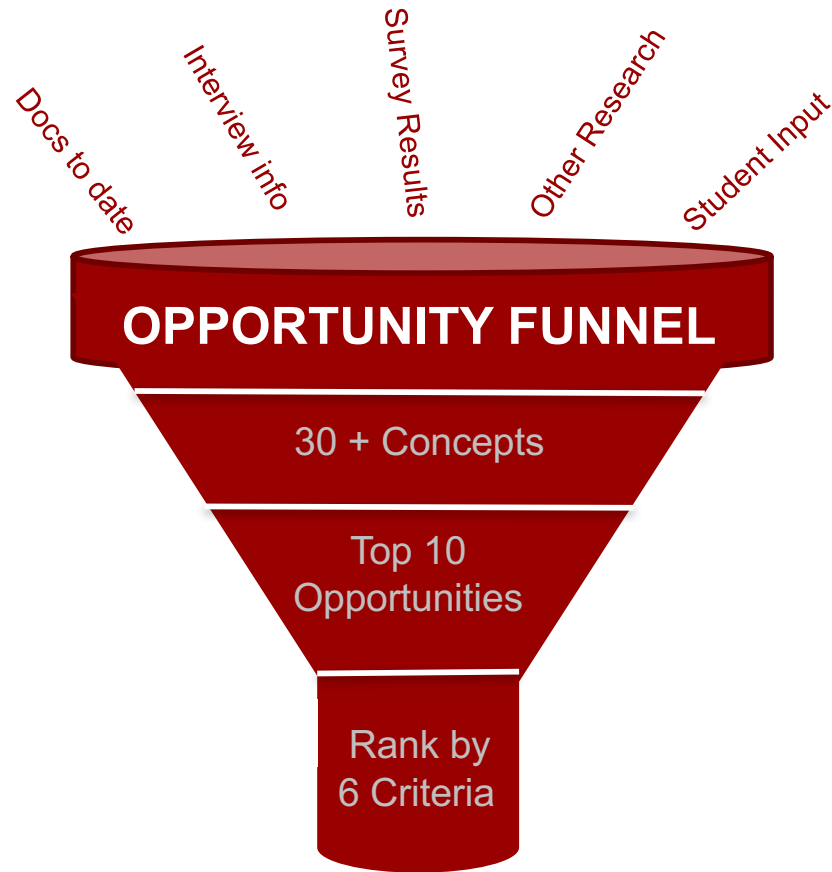 Docs to date
Interview info
Survey Results
Other Research
Student Input
OPPORTUNITY FUNNEL
30 + Concepts
Top 10
Opportunities
Rank by
6 Criteria